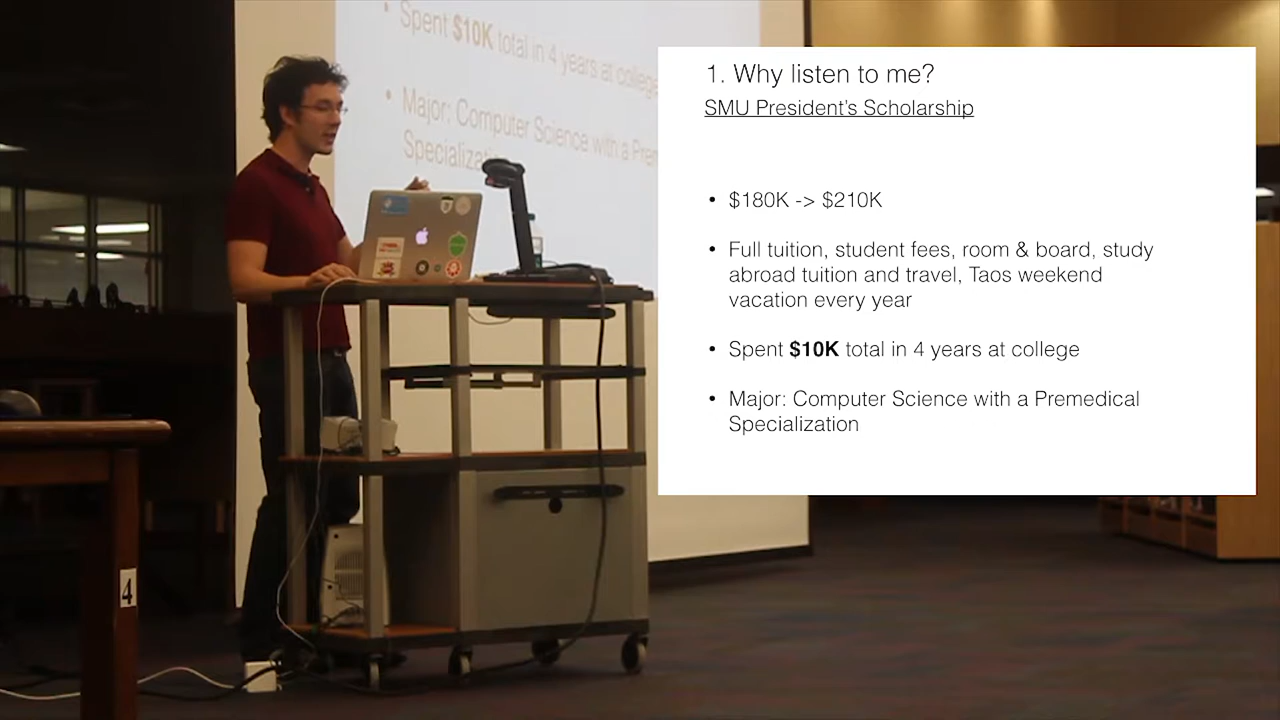 Spent $10K total in 4 years at college
Major: Computer Science with a
1. Why listen to me?
SMU President's Scholarship
• $180K -> $210K
• Full tuition, student fees, room & board, study
abroad tuition and travel, Taos weekend
vacation every year
• Spent $10K total in 4 years at college
• Major: Computer Science with a Premedical
Specialization
4